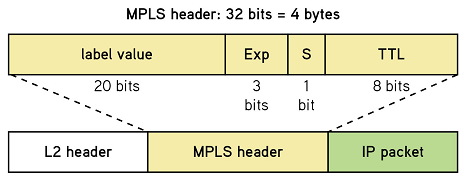 MPLS header: 32 bits = 4 bytes
label value Exp S TTL
20 bits 3 bits 1 bit 8 bits
L2 header MPLS header IP packet